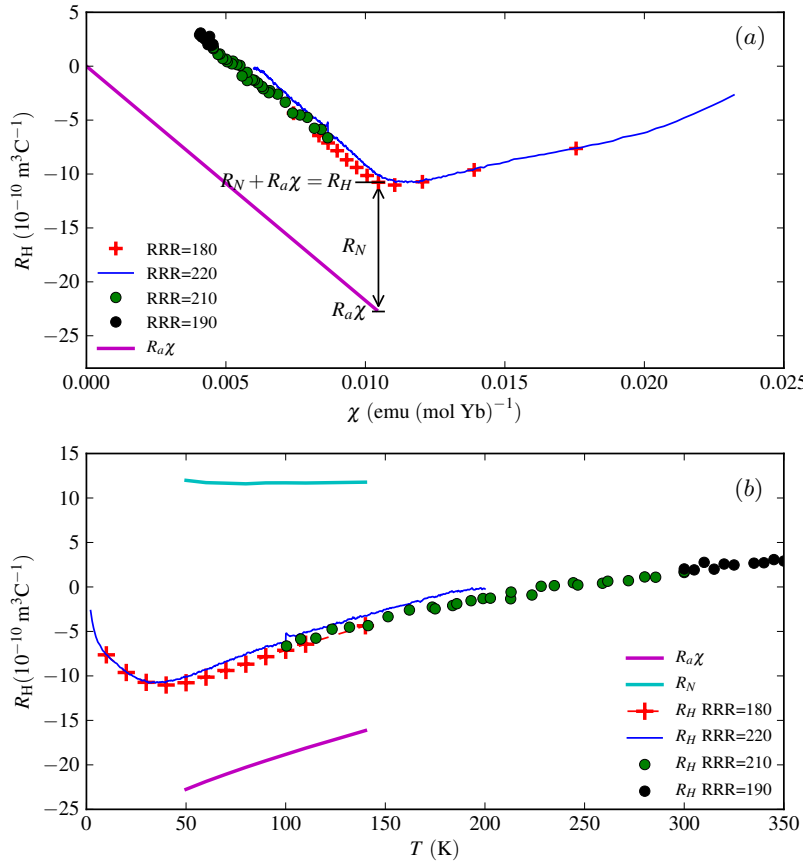 (a)
5
0
−5
−10
−15
−20
−25
R_H (10⁻¹⁰ m³C⁻¹)
R_N + R_aχ = R_H
R_N
R_aχ
RRR=180
RRR=220
RRR=210
RRR=190
R_aχ
0.000 0.005 0.010 0.015 0.020 0.025
χ (emu (mol Yb)⁻¹
(b)
15
10
5
0
−5
−10
−15
−20
−25
R_H(10⁻¹⁰ m³C⁻¹)
R_aχ
R_N
R_H RRR=180
R_H RRR=220
R_H RRR=210
R_H RRR=190
0 50 100 150 200 250 300 350
T (K)